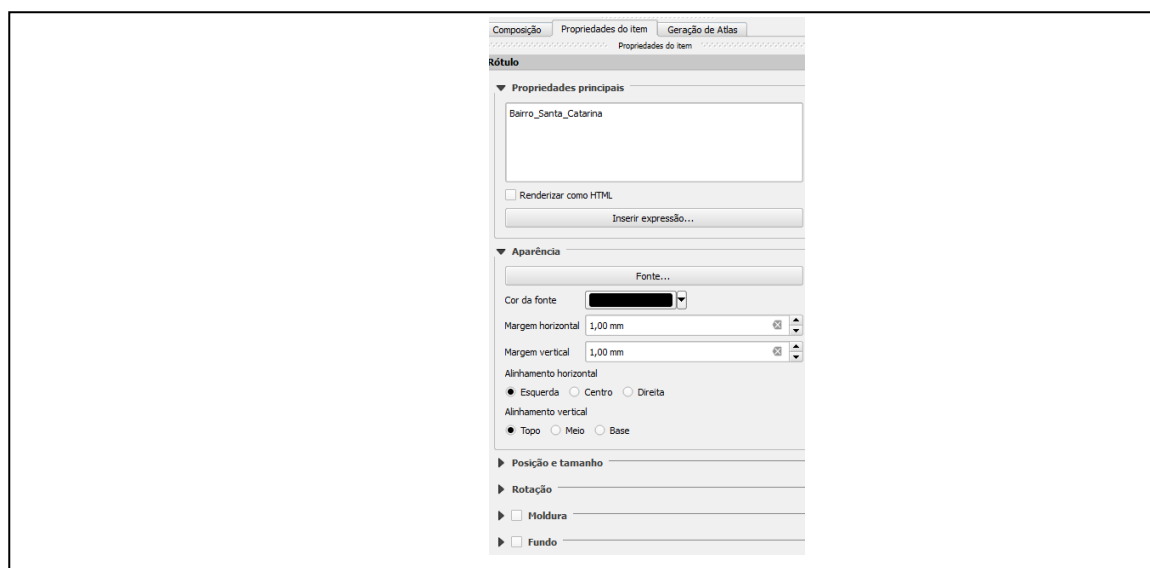 Composição Propriedades do item Geração de Atlas
Propriedades do item
Rótulo
Propriedades principais
Bairro_Santa_Catarina
Renderizar como HTML
Inserir expressão...
Aparência
Fonte...
Cor da fonte
Margem horizontal 1,00 mm
Margem vertical 1,00 mm
Alinhamento horizontal
Esquerda Centro Direita
Alinhamento vertical
Topo Meio Base
Posição e tamanho
Rotação
Moldura
Fundo